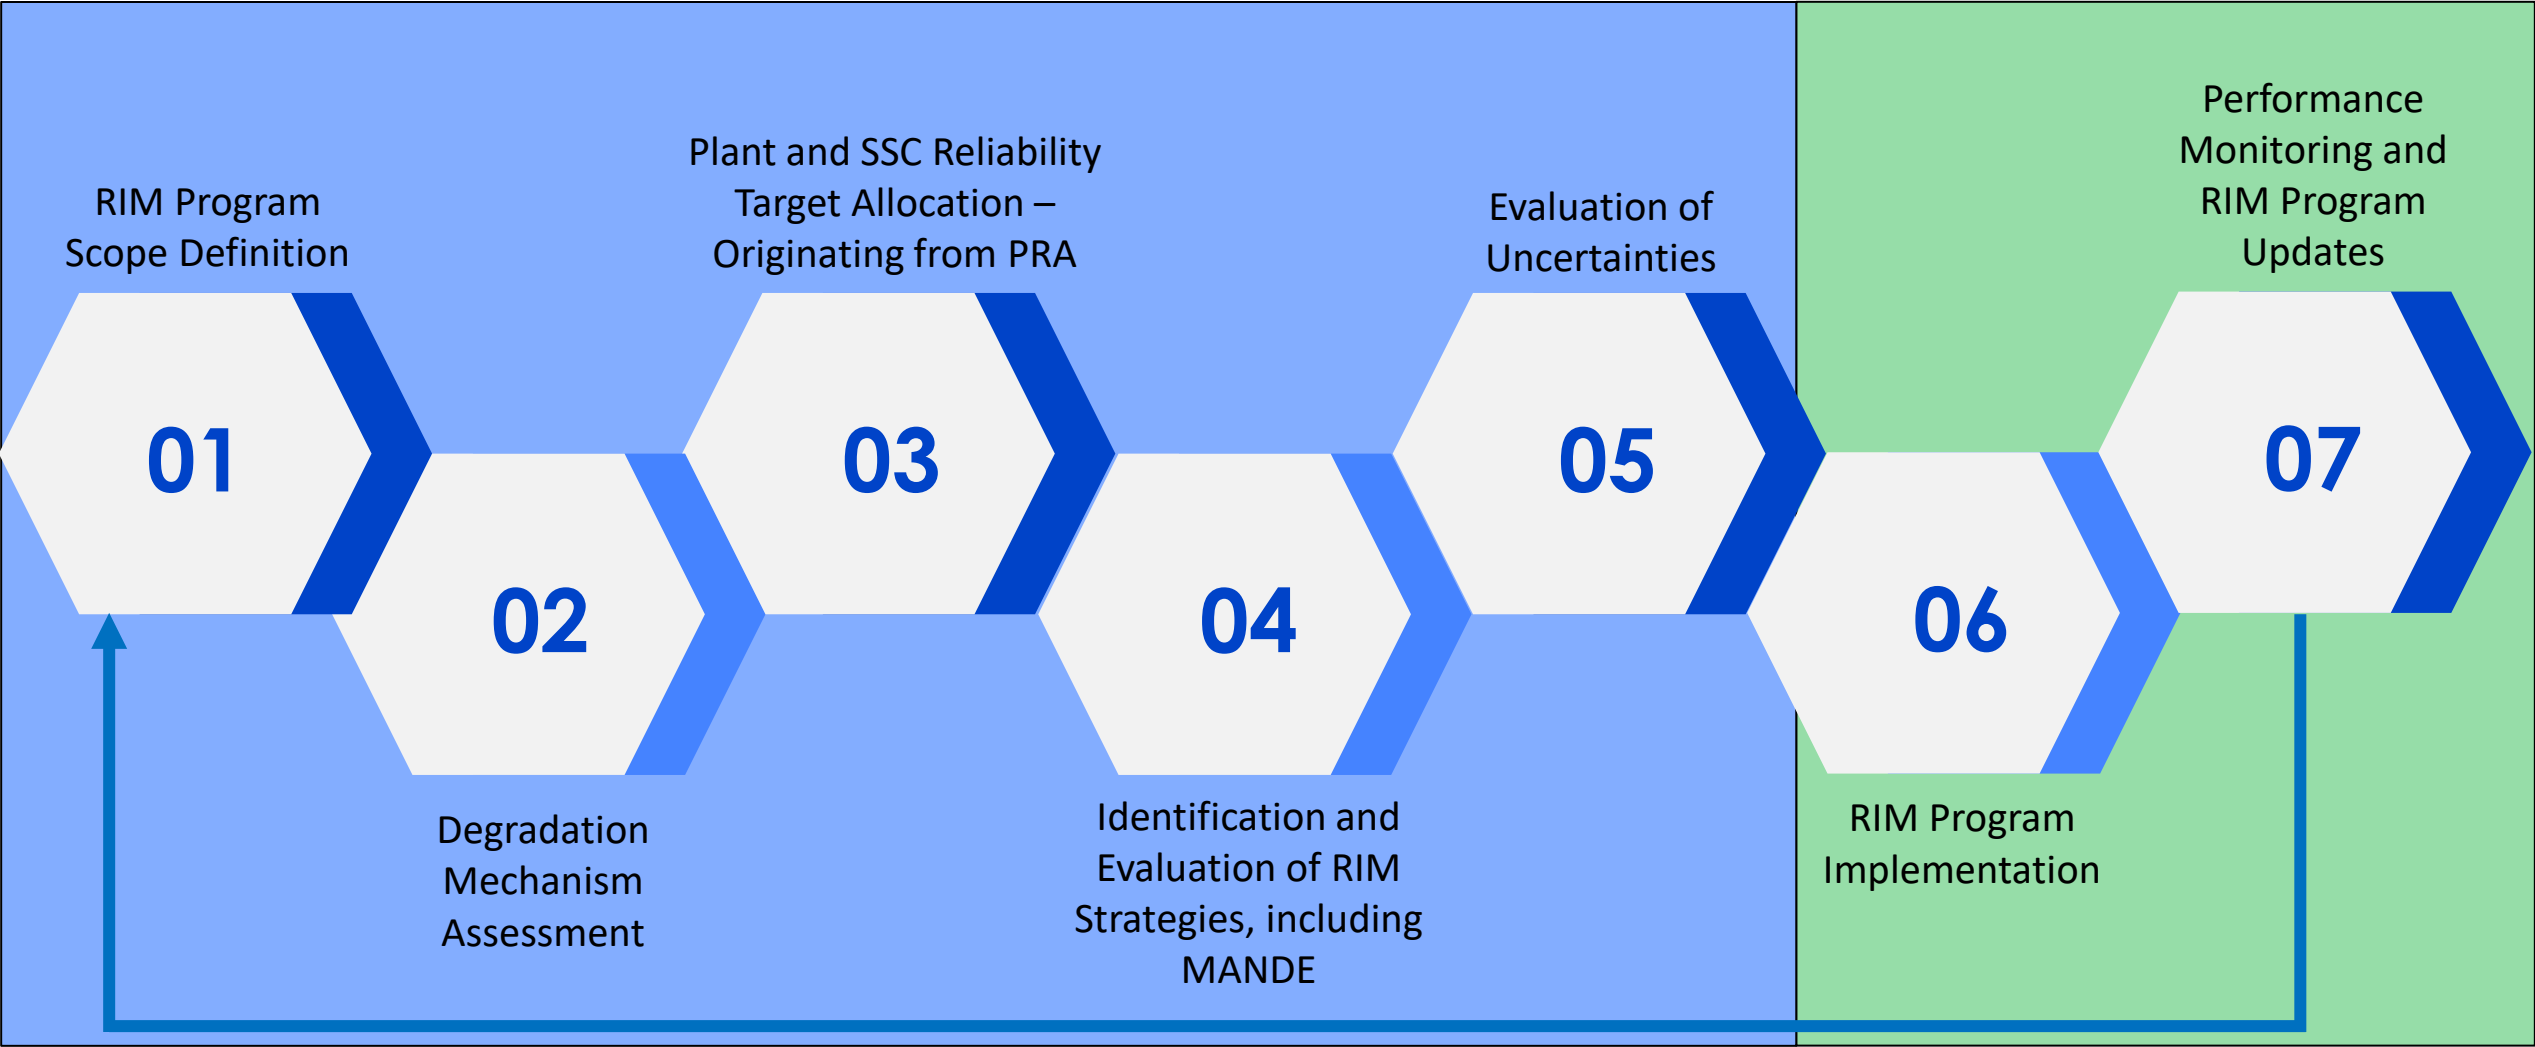 RIM Program
Scope Definition
01
02
Degradation
Mechanism
Assessment
Plant and SSC Reliability
Target Allocation –
Originating from PRA
03
04
Identification and
Evaluation of RIM
Strategies, including
MANDE
Evaluation of
Uncertainties
05
06
RIM Program
Implementation
Performance
Monitoring and
RIM Program
Updates
07